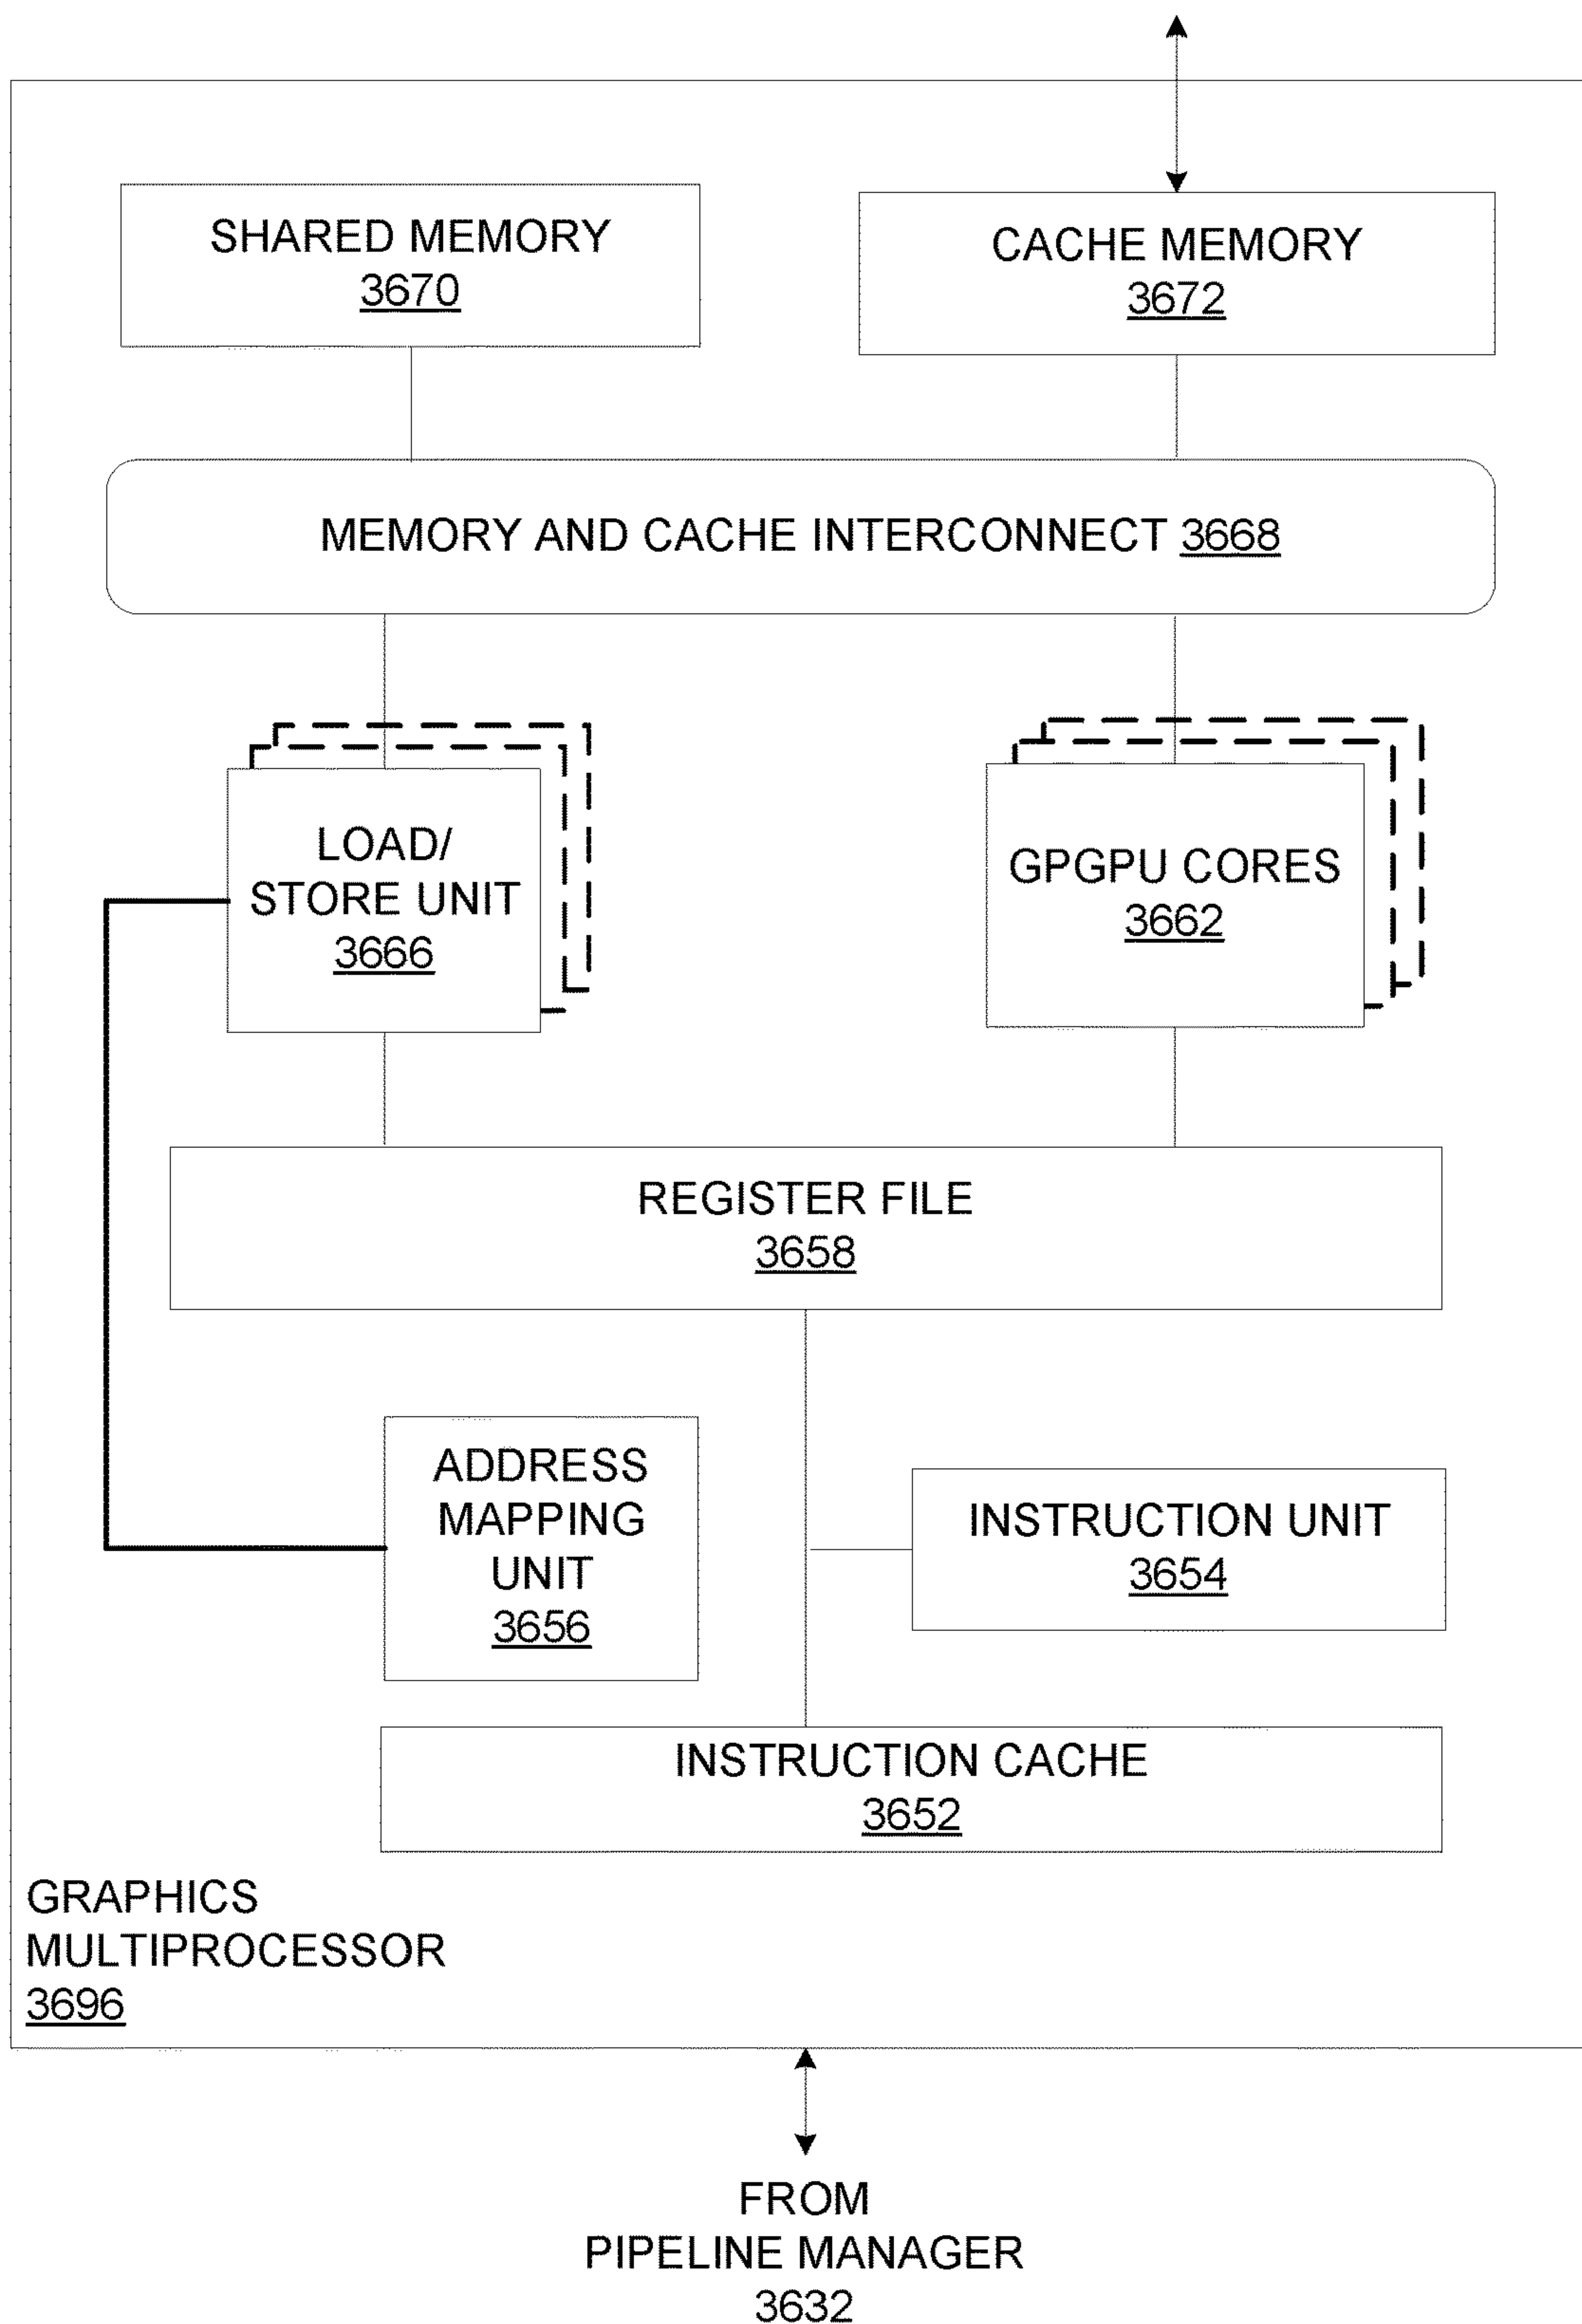 SHARED MEMORY
3670
CACHE MEMORY
3672
MEMORY AND CACHE INTERCONNECT 3668
LOAD/
STORE UNIT
3666
GPGPU CORES
3662
REGISTER FILE
3658
ADDRESS
MAPPING
UNIT
3656
INSTRUCTION UNIT
3654
INSTRUCTION CACHE
3652
GRAPHICS
MULTIPROCESSOR
3696
FROM
PIPELINE MANAGER
3632